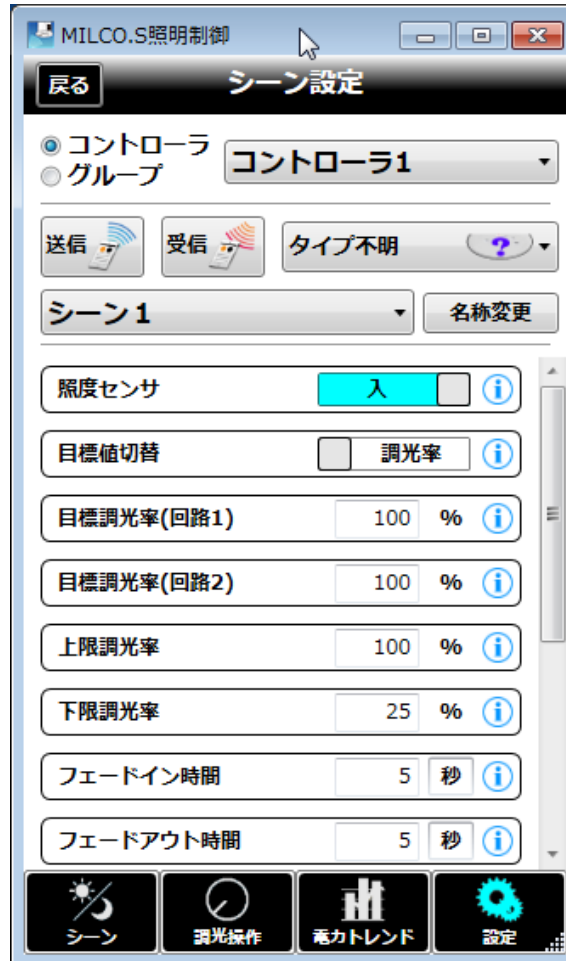 MILCO.S照明制御
戻る シーン設定
コントローラ
グループ
コントローラ1
送信 受信 タイプ不明 ?
シーン1 名称変更
照度センサ 入 i
目標値切替 調光率 i
目標調光率(回路1) 100 % i
目標調光率(回路2) 100 % i
上限調光率 100 % i
下限調光率 25 % i
フェードイン時間 5 秒 i
フェードアウト時間 5 秒 i
シーン 調光操作 電力トレンド 設定